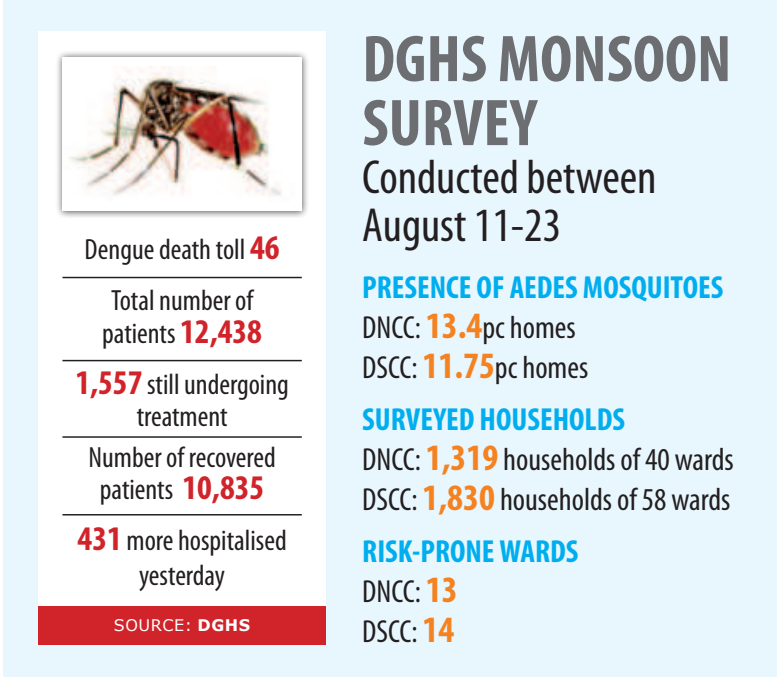 Dengue death toll 46
Total number of
patients 12,438
1,557 still undergoing
treatment
Number of recovered
patients 10,835
431 more hospitalised
yesterday
SOURCE: DGHS
DGHS MONSOON
SURVEY
Conducted between
August 11-23
PRESENCE OF AEDES MOSQUITOES
DNCC: 13.4pc homes
DSCC: 11.75pc homes
SURVEYED HOUSEHOLDS
DNCC: 1,319 households of 40 wards
DSCC: 1,830 households of 58 wards
RISK-PRONE WARDS
DNCC: 13
DSCC: 14